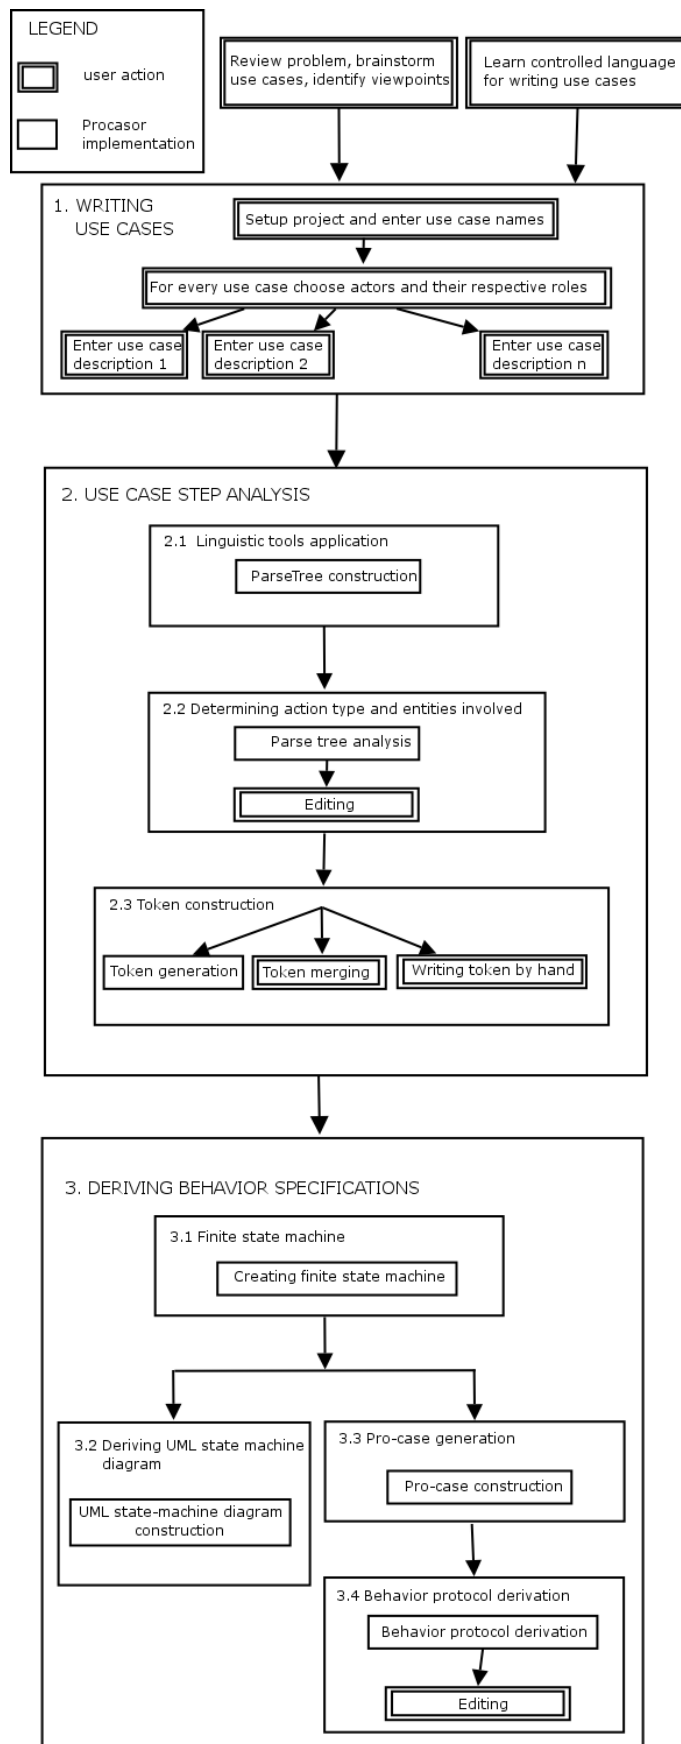 LEGEND
user action
Procasor
implementation
Review problem, brainstorm
use cases, identify viewpoints
Learn controlled language
for writing use cases
1. WRITING
USE CASES
Setup project and enter use case names
For every use case choose actors and their respective roles
Enter use case
description 1
Enter use case
description 2
Enter use case
description n
2. USE CASE STEP ANALYSIS
2.1 Linguistic tools application
ParseTree construction
2.2 Determining action type and entities involved
Parse tree analysis
Editing
2.3 Token construction
Token generation
Token merging
Writing token by hand
3. DERIVING BEHAVIOR SPECIFICATIONS
3.1 Finite state machine
Creating finite state machine
3.2 Deriving UML state machine
diagram
UML state-machine diagram
construction
3.3 Pro-case generation
Pro-case construction
3.4 Behavior protocol derivation
Behavior protocol derivation
Editing